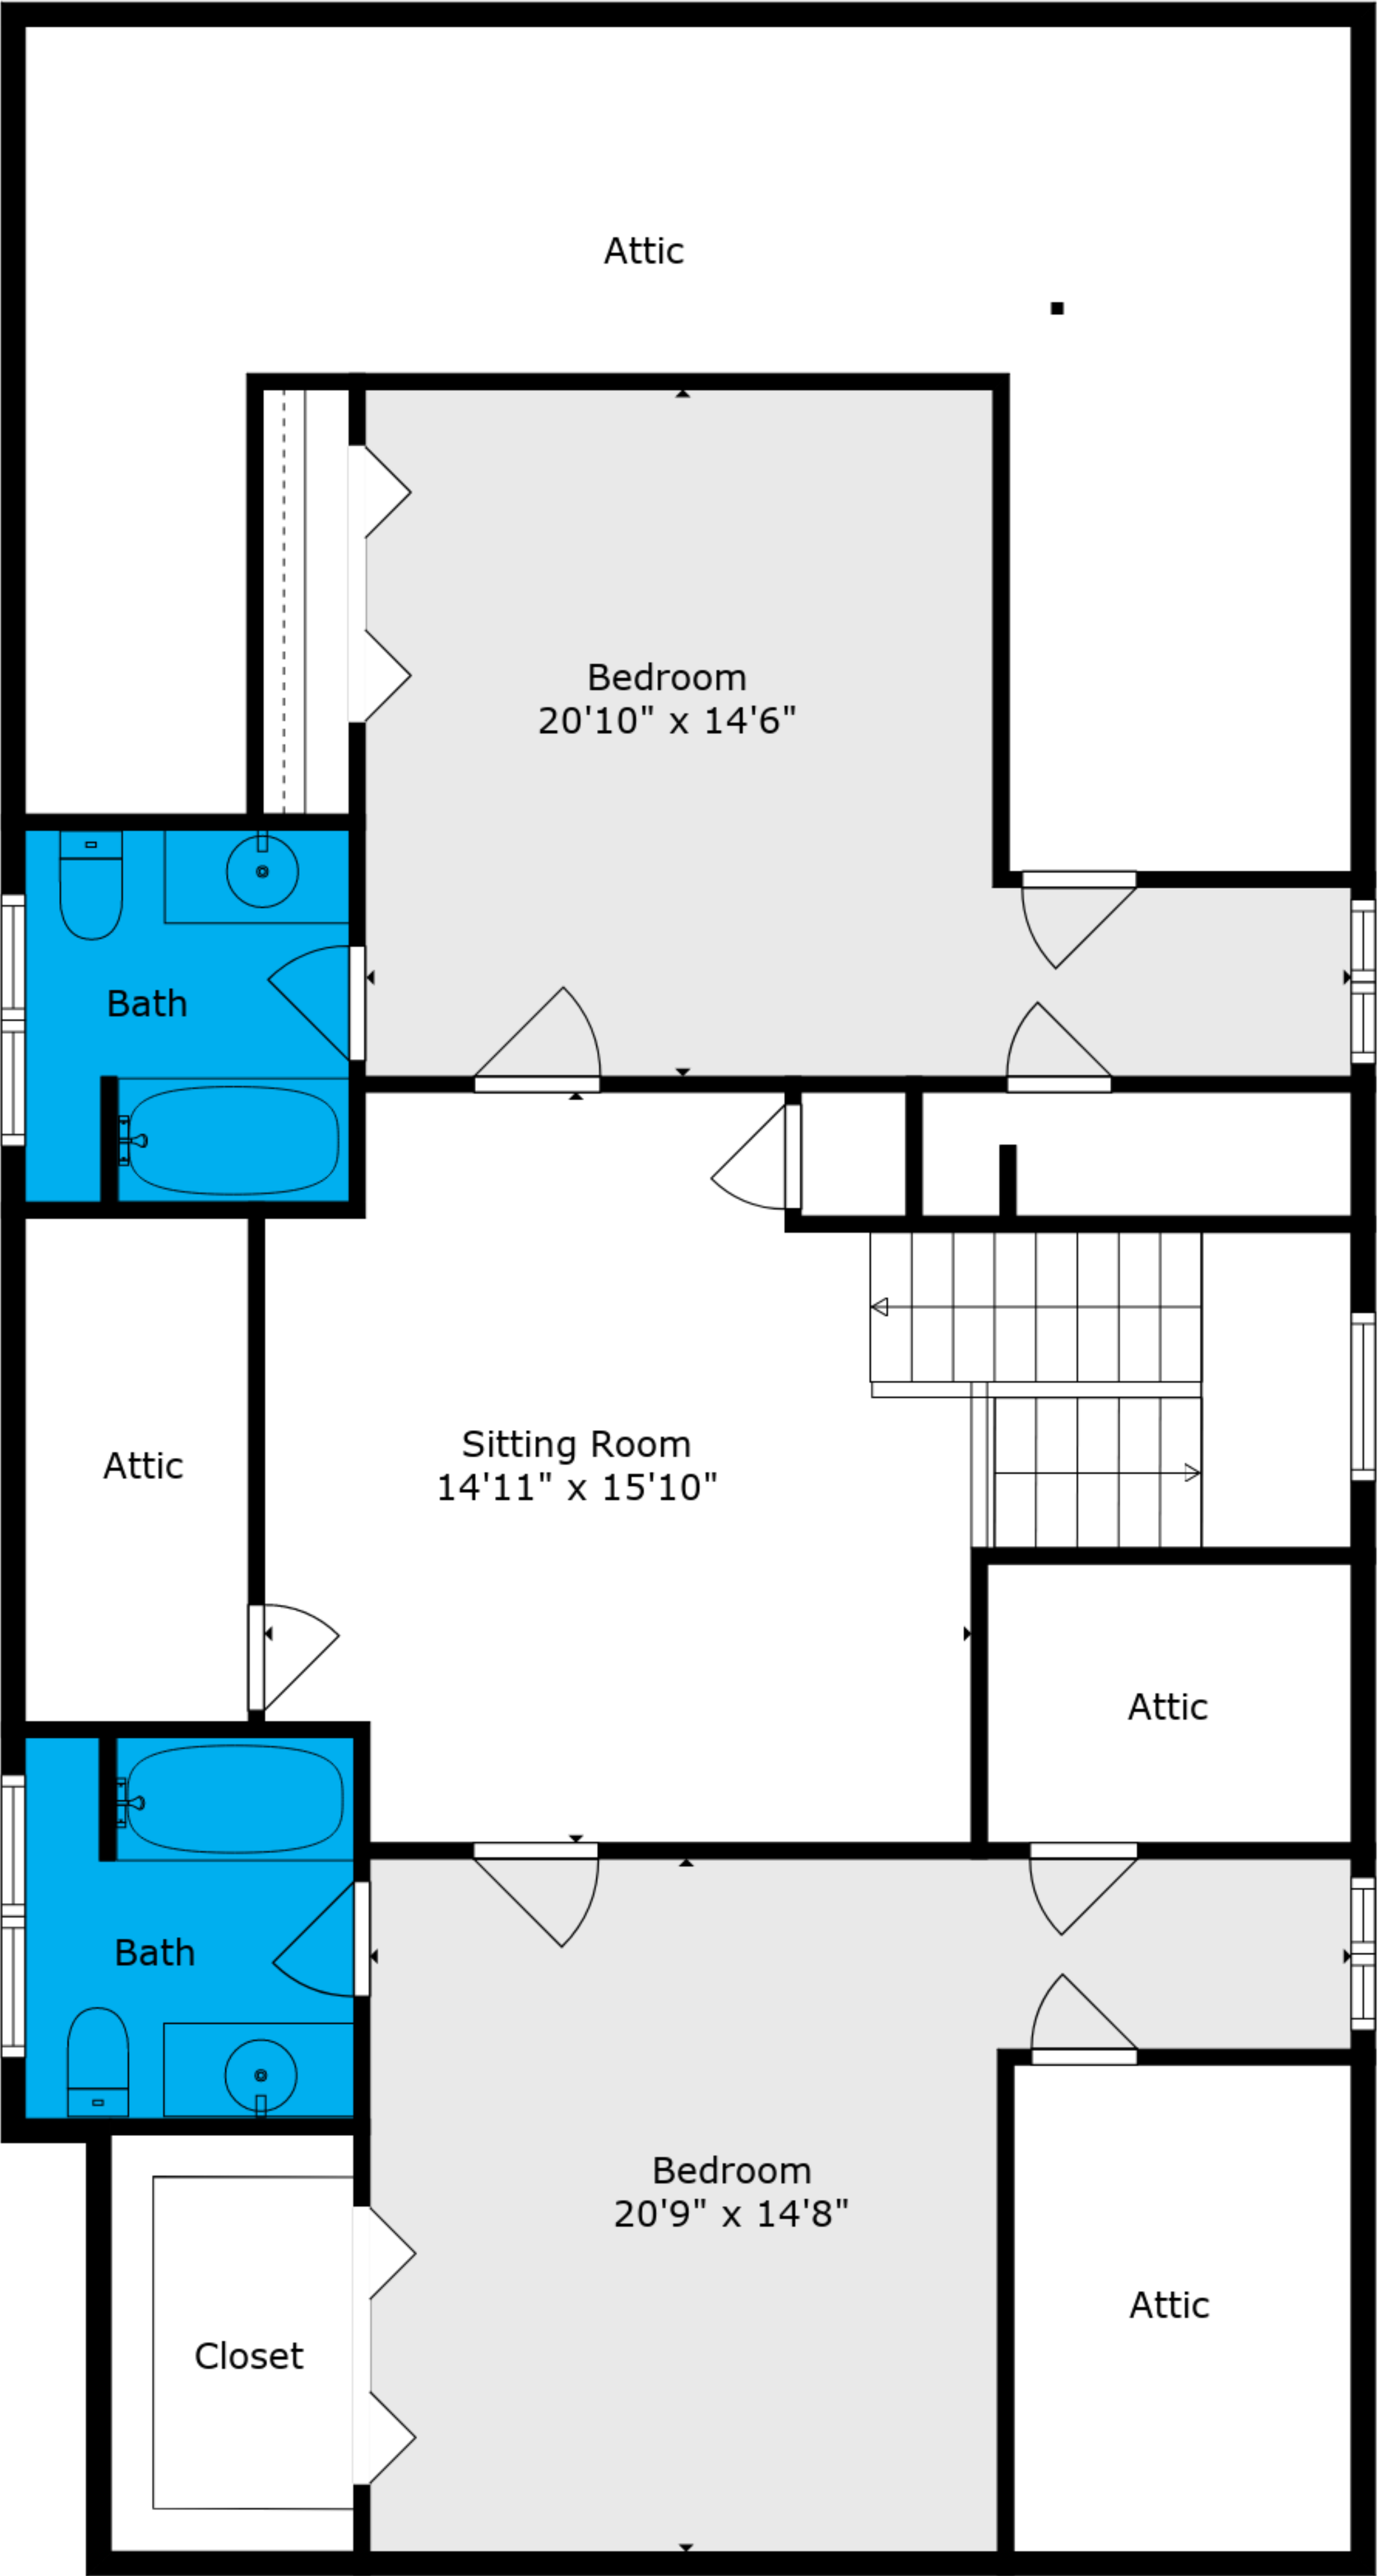 Attic
Bedroom
20'10" x 14'6"
Bath
Sitting Room
14'11" x 15'10"
Attic
Attic
Bath
Bedroom
20'9" x 14'8"
Attic
Closet